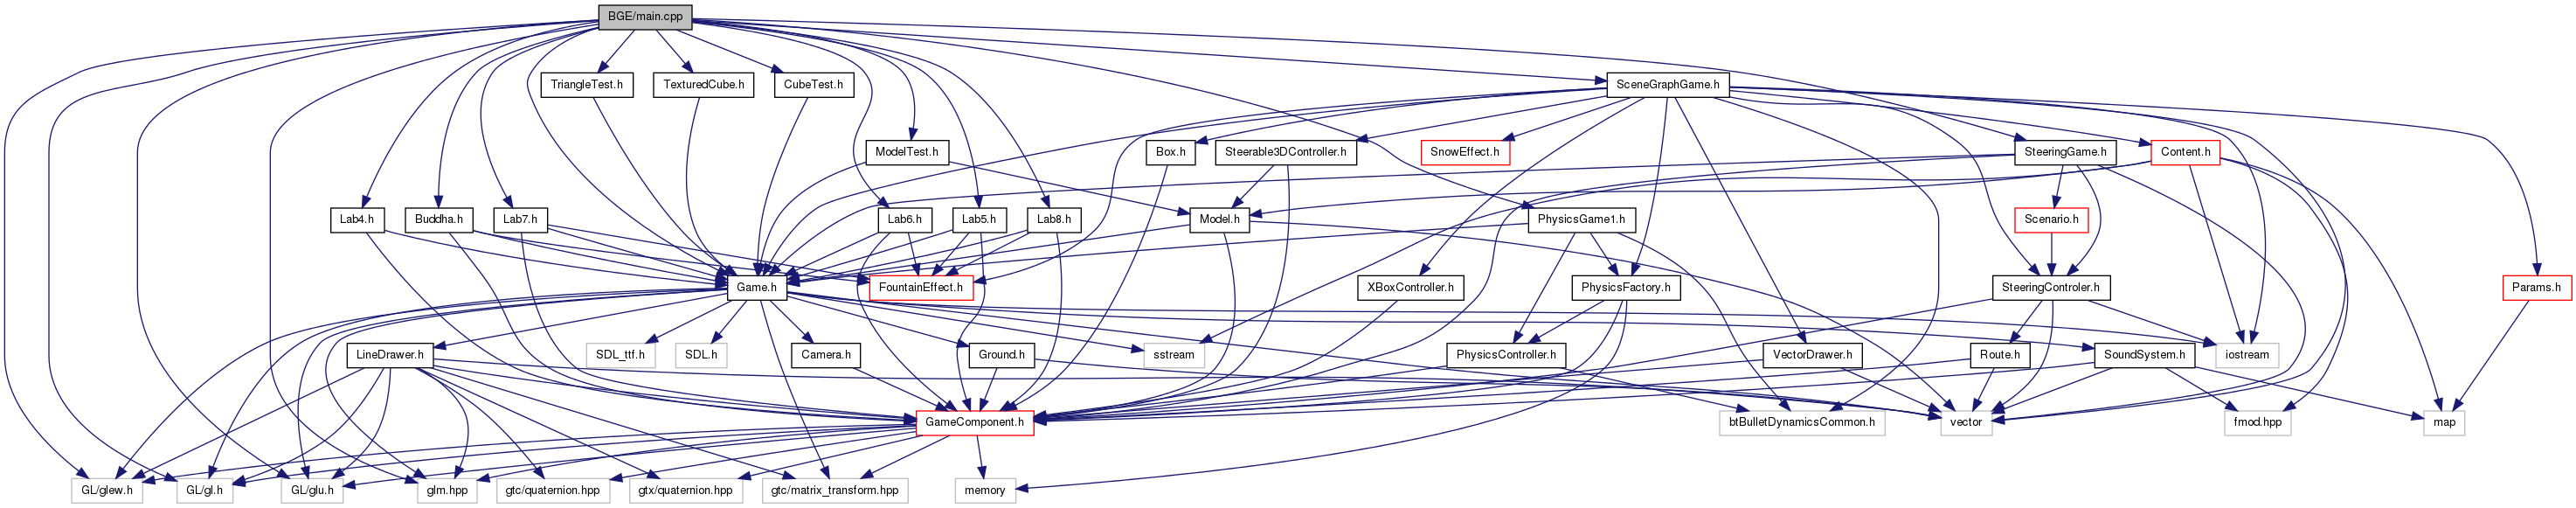 BGE/main.cpp
TriangleTest.h
TexturedCube.h
CubeTest.h
SceneGraphGame.h
ModelTest.h
Box.h
Steerable3DController.h
SnowEffect.h
SteeringGame.h
Content.h
Lab4.h
Buddha.h
Lab7.h
Lab6.h
Lab5.h
Lab8.h
Model.h
PhysicsGame1.h
Scenario.h
Game.h
FountainEffect.h
XBoxController.h
PhysicsFactory.h
SteeringControler.h
Params.h
LineDrawer.h
SDL_ttf.h
SDL.h
Camera.h
Ground.h
sstream
PhysicsController.h
VectorDrawer.h
Route.h
SoundSystem.h
iostream
GameComponent.h
btBulletDynamicsCommon.h
vector
fmod.hpp
map
GL/glew.h
GL/gl.h
GL/glu.h
glm.hpp
gtc/quaternion.hpp
gtx/quaternion.hpp
gtc/matrix_transform.hpp
memory